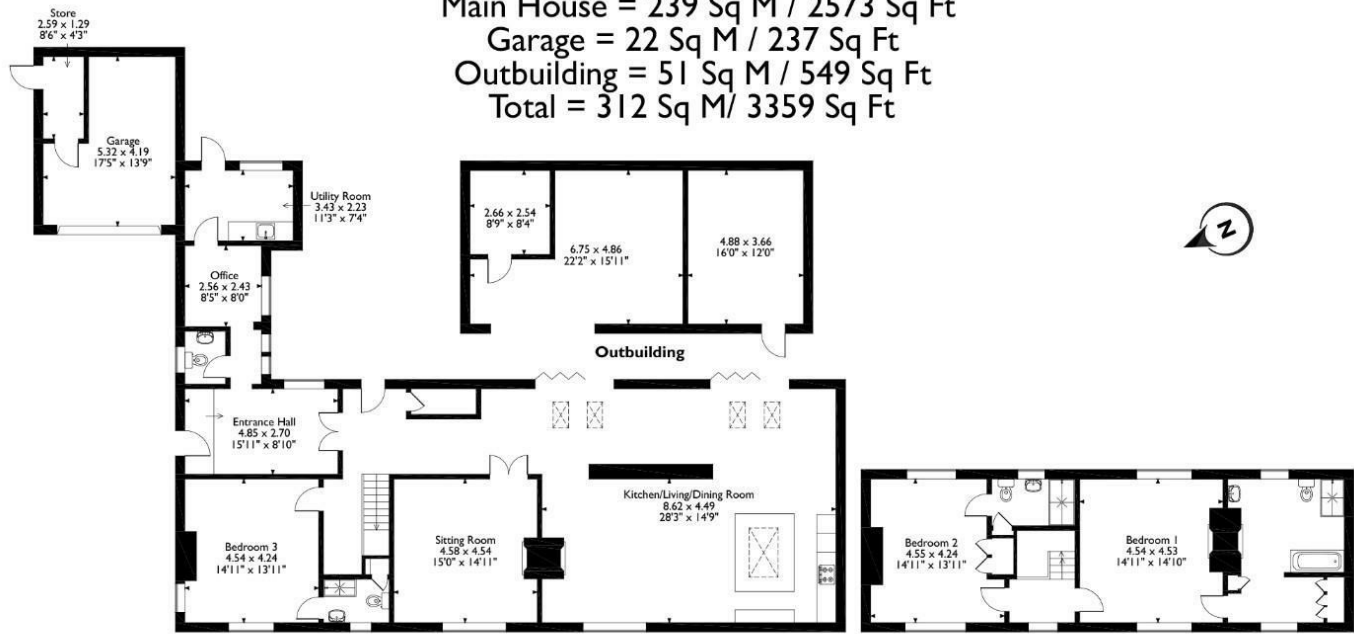 Main House = 239 Sq M / 2573 Sq Ft
Garage = 22 Sq M / 237 Sq Ft
Outbuilding = 51 Sq M / 549 Sq Ft
Total = 312 Sq M/ 3359 Sq Ft
Store
2.59 x 1.29
8'6" x 4'3"
Garage
5.32 x 4.19
17'5" x 13'9"
Utility Room
3.43 x 2.23
11'3" x 7'4"
Office
2.56 x 2.43
8'5" x 8'0"
2.66 x 2.54
8'9" x 8'4"
6.75 x 4.86
22'2" x 15'11"
4.88 x 3.66
16'0" x 12'0"
N
Outbuilding
Entrance Hall
4.85 x 2.70
15'11" x 8'10"
Kitchen/Living/Dining Room
8.62 x 4.49
28'3" x 14'9"
Bedroom 3
4.54 x 4.24
14'11" x 13'11"
Sitting Room
4.58 x 4.54
15'0" x 14'11"
Bedroom 2
4.55 x 4.24
14'11" x 13'11"
Bedroom 1
4.54 x 4.53
14'11" x 14'10"